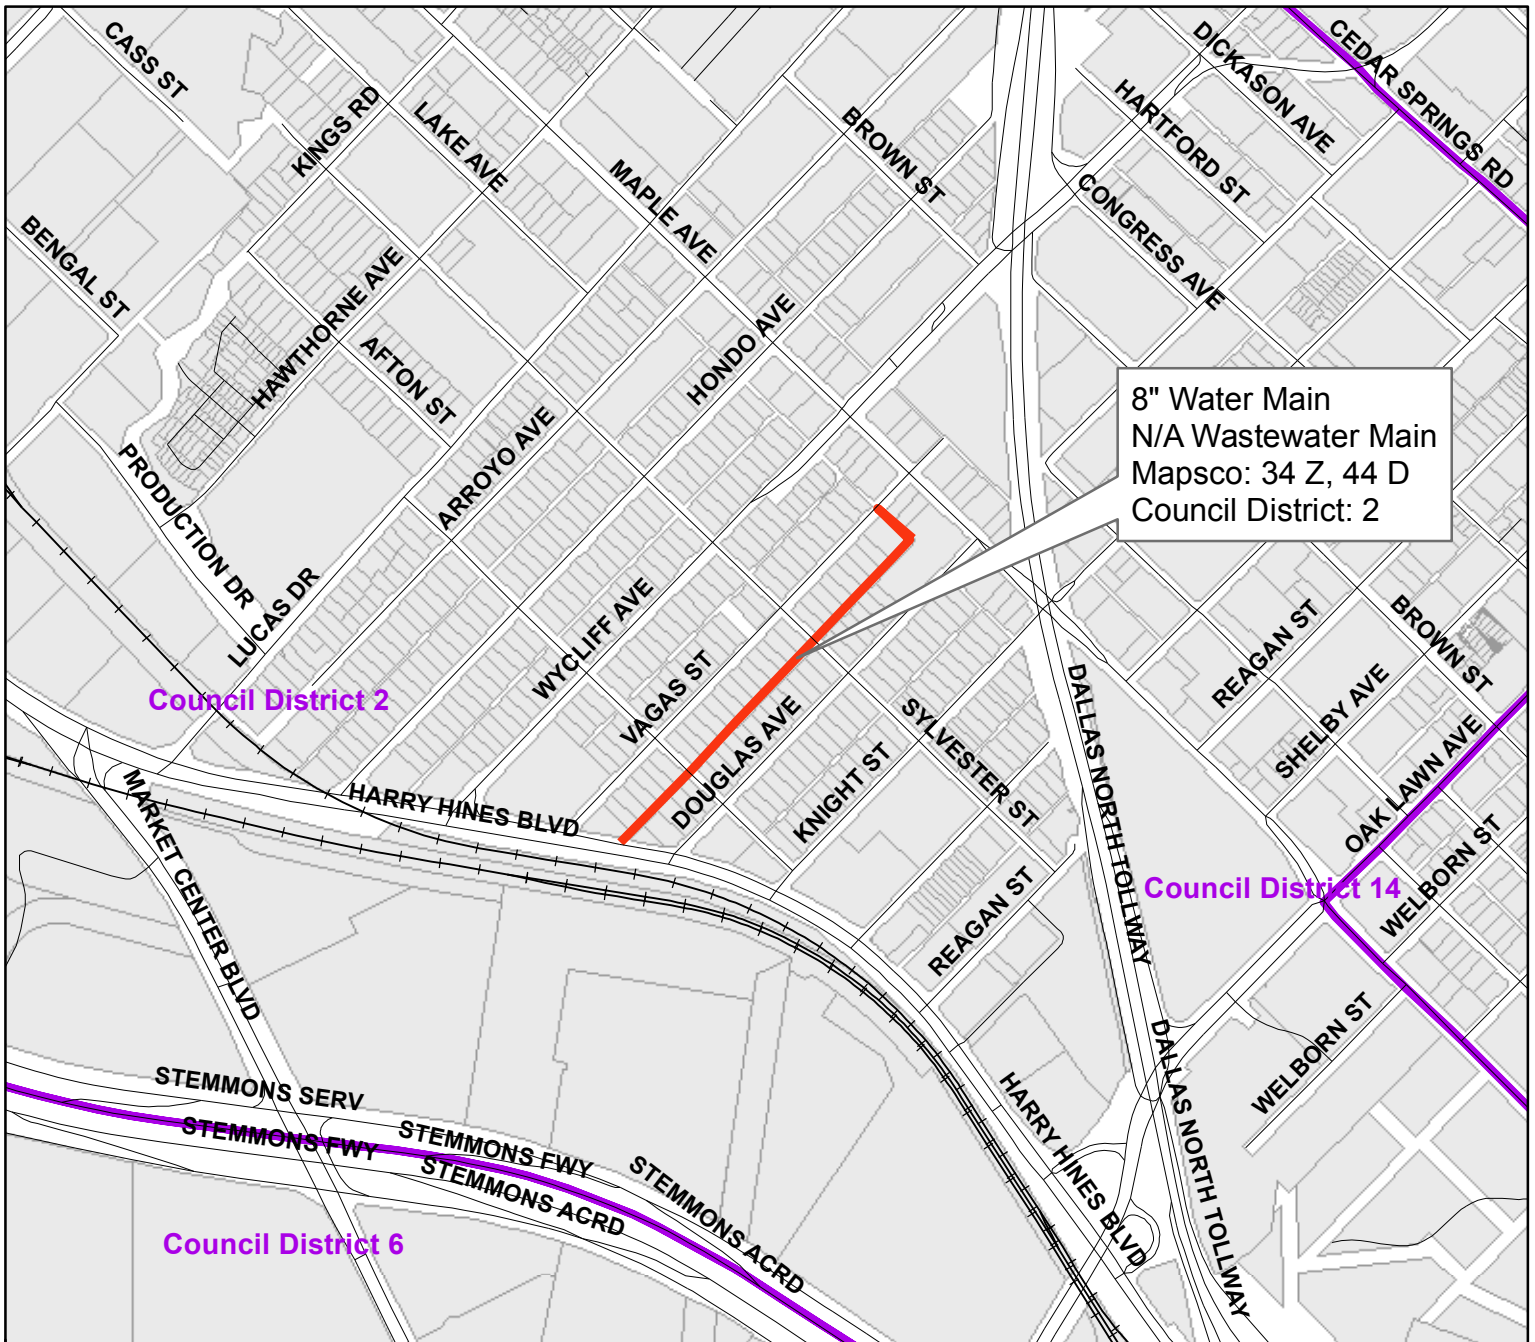 CASS ST
KINGS RD
LAKE AVE
MAPLE AVE
BROWN ST
DICKASON AVE
CEDAR SPRINGS RD
HARTFORD ST
CONGRESS AVE
BENGAL ST
HAWTHORNE AVE
AFTON ST
HONDO AVE
8" Water Main
N/A Wastewater Main
Mapsco: 34 Z, 44 D
Council District: 2
ARROYO AVE
PRODUCTION DR
LUCAS DR
WYCLIFF AVE
VAGAS ST
DOUGLAS AVE
KNIGHT ST
SYLVESTER ST
REAGAN ST
SHELBY AVE
BROWN ST
OAK LAWN AVE
WELBORN ST
DALLAS NORTH TOLLWAY
Council District 2
HARRY HINES BLVD
MARKET CENTER BLVD
REAGAN ST
Council District 14
WELBORN ST
DALLAS NORTH TOLLWAY
HARRY HINES BLVD
STEMMONS SERV
STEMMONS FWY
STEMMONS FWY
STEMMONS ACRD
STEMMONS ACRD
Council District 6